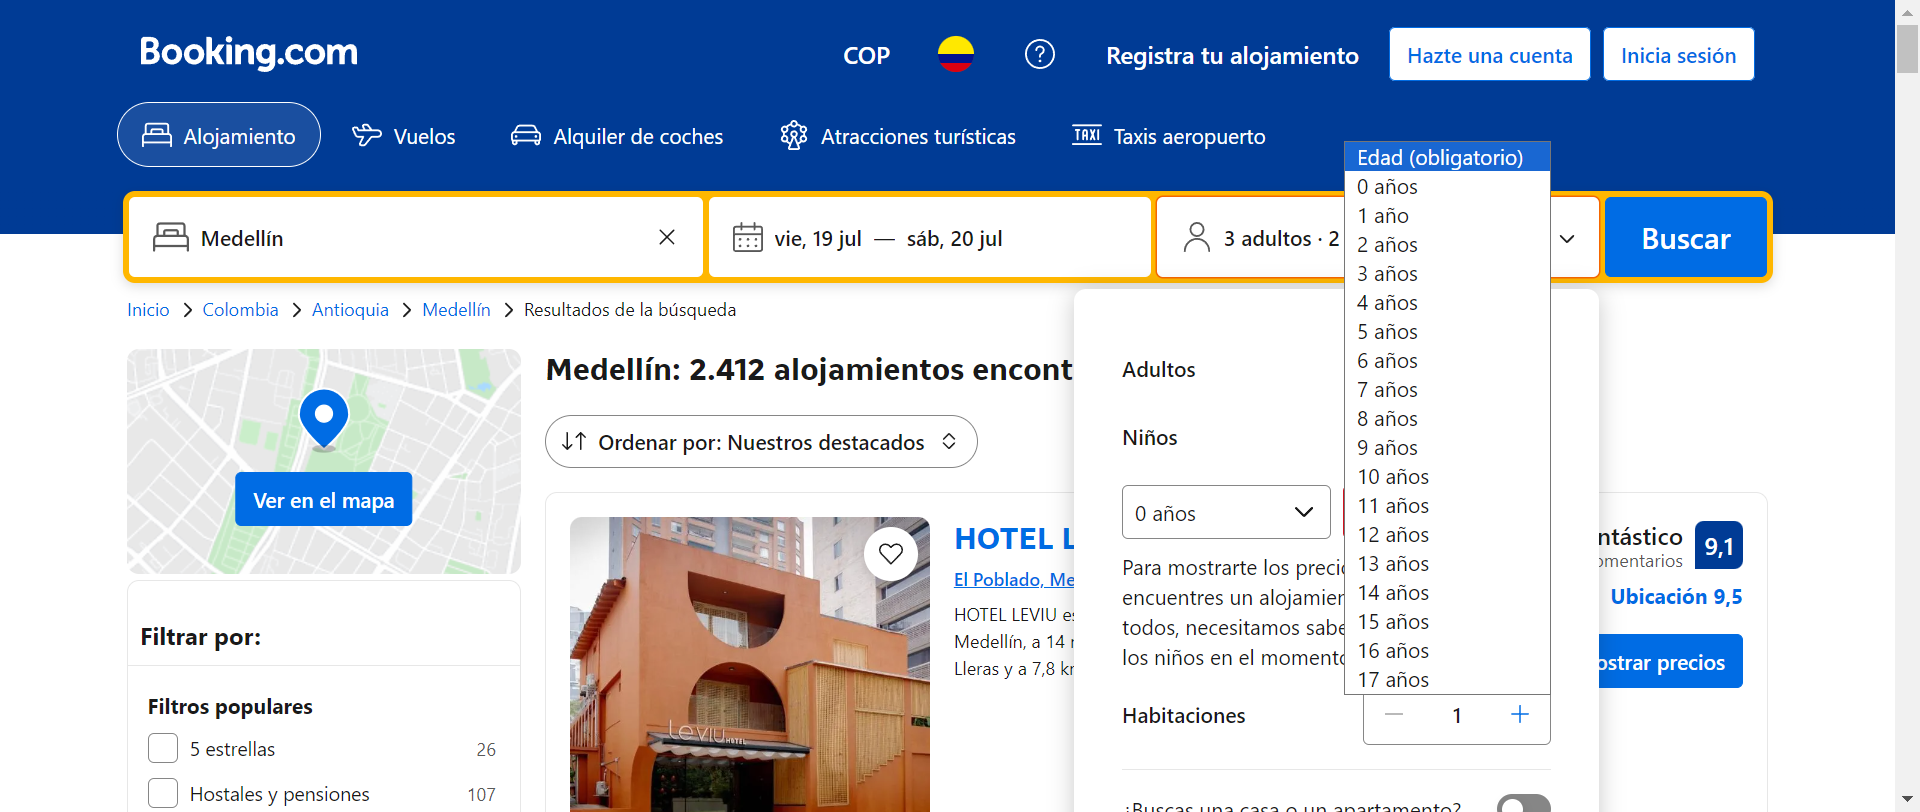 Booking.com
COP
Registra tu alojamiento
Hazte una cuenta
Inicia sesión
Alojamiento
Vuelos
Alquiler de coches
TAXI
Atracciones turísticas
Taxis aeropuerto
Medellín
vie, 19 jul — sáb, 20 jul
3 adultos · 2
Buscar
Edad (obligatorio)
0 años
1 año
2 años
3 años
4 años
5 años
6 años
7 años
8 años
9 años
10 años
11 años
12 años
13 años
14 años
15 años
16 años
17 años
Inicio > Colombia > Antioquia > Medellín > Resultados de la búsqueda
Ver en el mapa
Medellín: 2.412 alojamientos encont
Ordenar por: Nuestros destacados
Adultos
Niños
0 años
Para mostrarte los preci
encuentres un alojamier
todos, necesitamos sabe
los niños en el momento
Habitaciones
1
¿Buscas una casa o un apartamento?
Filtrar por:
Filtros populares
5 estrellas 26
Hostales y pensiones 107
HOTEL L
El Poblado, Me
HOTEL LEVIU es
Medellín, a 14
Lleras y a 7,8 km
Leviu HOTEL
ntástico
omentarios
9,1
Ubicación 9,5
ostrar precios